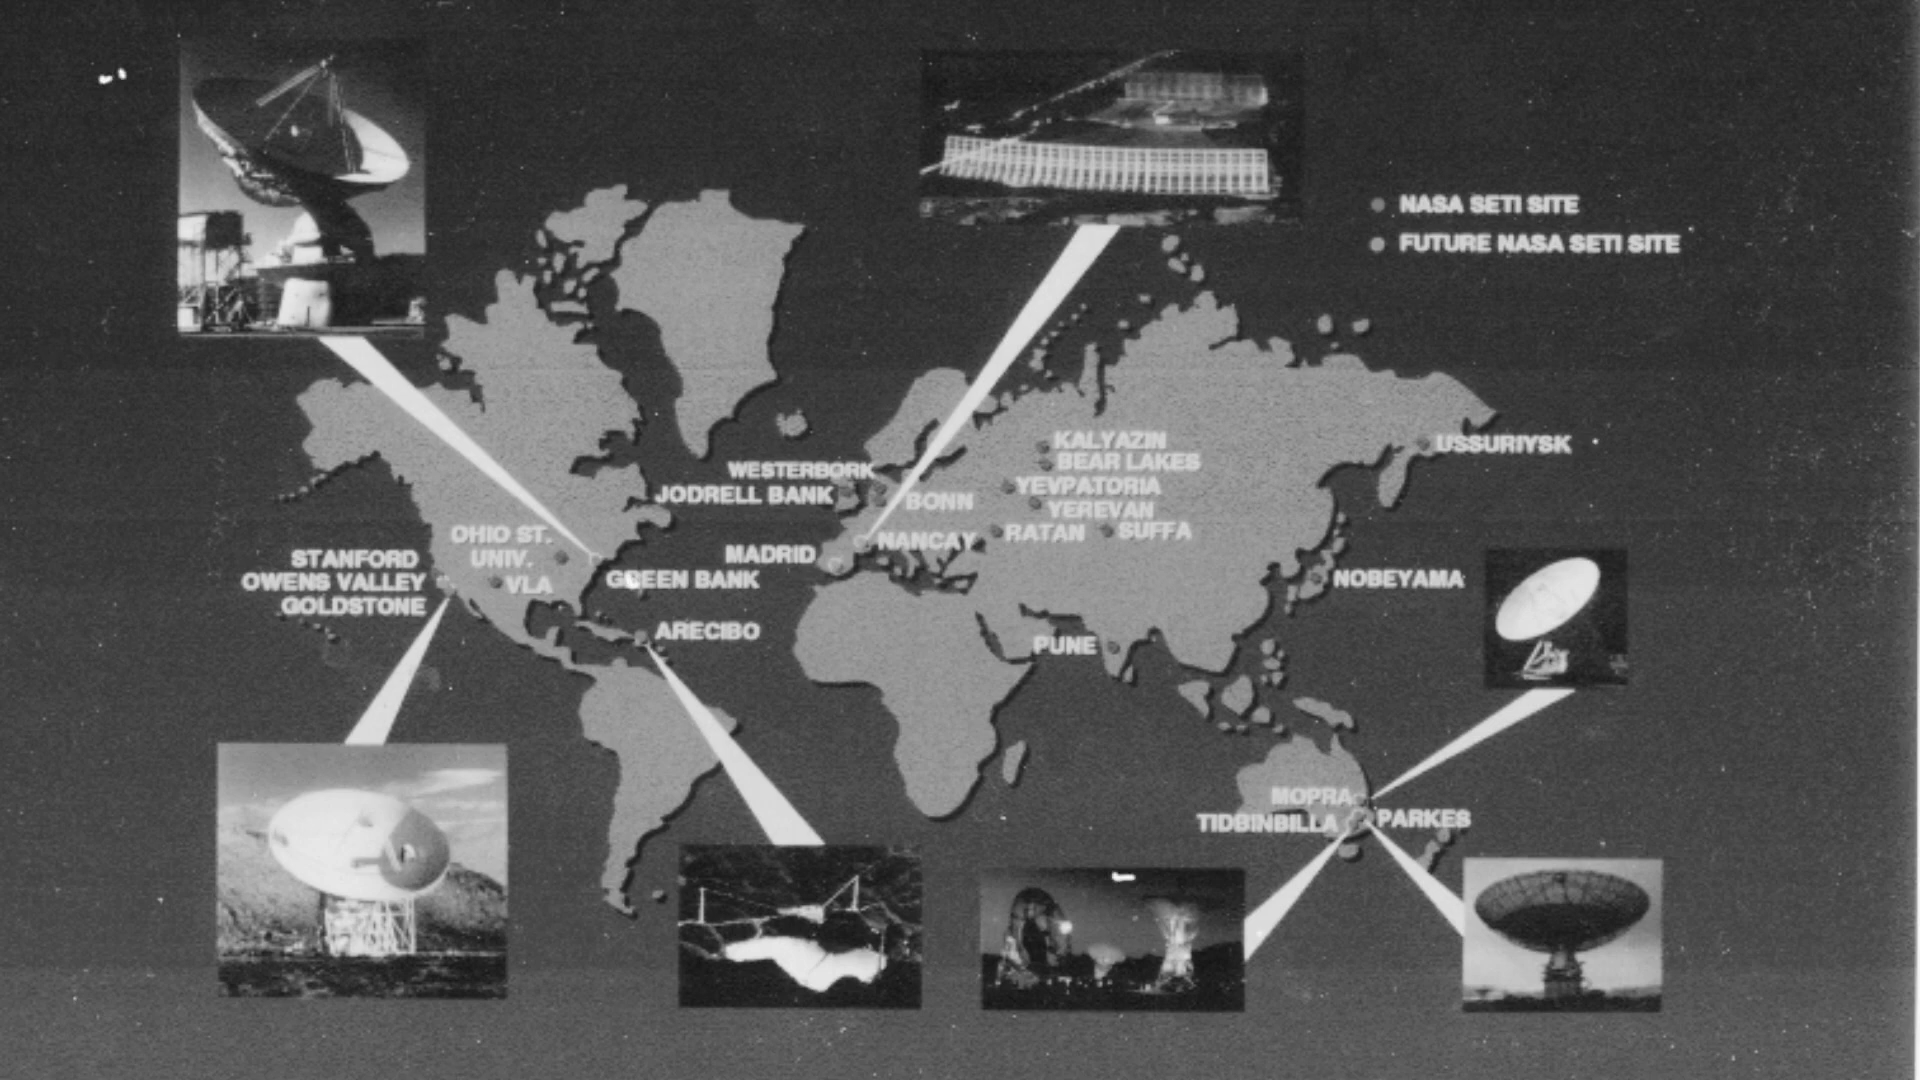 NASA SETI SITE
FUTURE NASA SETI SITE
KALYAZIN
USSURIYSK
BEAR LAKES
WESTERBORK
JODRELL BANK
YEVPATORIA
BONN
YEREVAN
OHIO ST.
UNIV.
NANCAY
RATAN
SUFFA
STANFORD
MADRID
OWENS VALLEY
VLA
GREEN BANK
NOBEYAMA
GOLDSTONE
ARECIBO
PUNE
MOPRA
TIDBINBILLA
PARKES